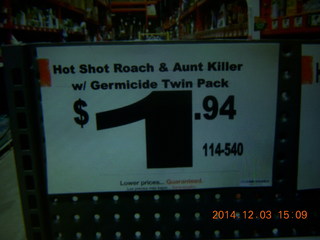 Hot Shot Roach & Aunt Killer
w/ Germicide Twin Pack
$1.94
114-540
Lower prices... Guaranteed.
2014/12/03 15:09